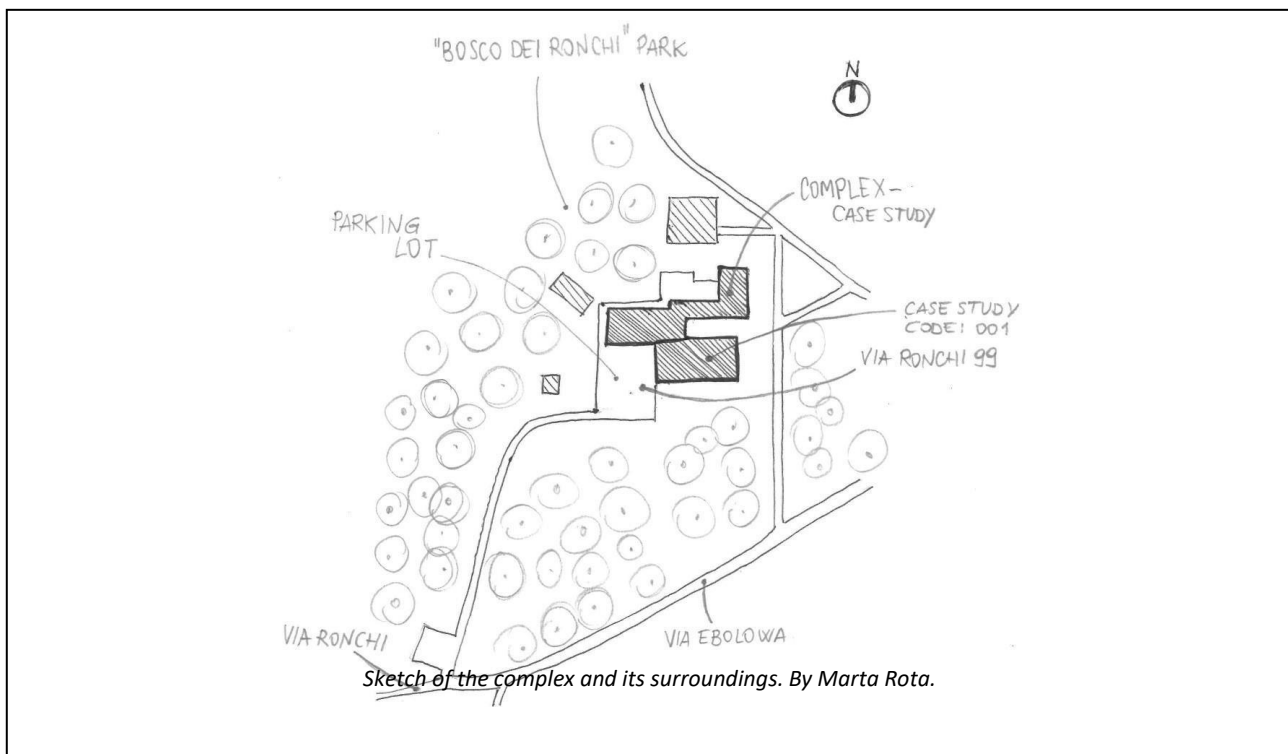 "BOSCO DEI RONCHI" PARK
N
COMPLEX-
CASE STUDY
PARKING
LOT
CASE STUDY
CODE: 001
VIA RONCHI 99
VIA RONCHI
VIA EBOLOWA
Sketch of the complex and its surroundings. By Marta Rota.